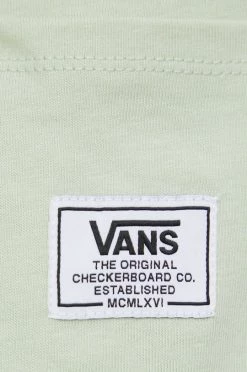 VANS
THE ORIGINAL
CHECKERBOARD CO.
ESTABLISHED
MCMLXVI